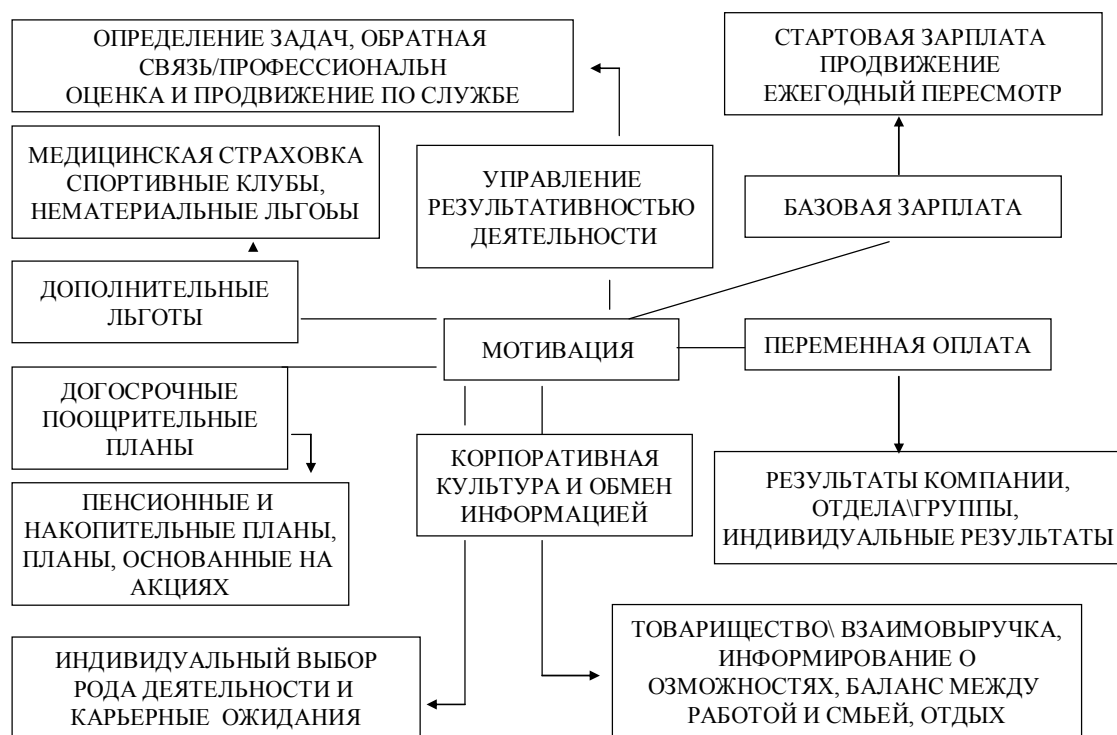 ОПРЕДЕЛЕНИЕ ЗАДАЧ, ОБРАТНАЯ
СВЯЗЬ/ПРОФЕССИОНАЛЬН
ОЦЕНКА И ПРОДВИЖЕНИЕ ПО СЛУЖБЕ
СТАРТОВАЯ ЗАРПЛАТА
ПРОДВИЖЕНИЕ
ЕЖЕГОДНЫЙ ПЕРЕСМОТР
МЕДИЦИНСКАЯ СТРАХОВКА
СПОРТИВНЫЕ КЛУБЫ,
НЕМАТЕРИАЛЬНЫЕ ЛЬГОЬЫ
УПРАВЛЕНИЕ
РЕЗУЛЬТАТИВНОСТЬЮ
ДЕЯТЕЛЬНОСТИ
БАЗОВАЯ ЗАРПЛАТА
ДОПОЛНИТЕЛЬНЫЕ
ЛЬГОТЫ
МОТИВАЦИЯ
ПЕРЕМЕННАЯ ОПЛАТА
ДОГОСРОЧНЫЕ
ПООЩРИТЕЛЬНЫЕ
ПЛАНЫ
КОРПОРАТИВНАЯ
КУЛЬТУРА И ОБМЕН
ИНФОРМАЦИЕЙ
РЕЗУЛЬТАТЫ КОМПАНИИ,
ОТДЕЛА\ГРУППЫ,
ИНДИВИДУАЛЬНЫЕ РЕЗУЛЬТАТЫ
ПЕНСИОННЫЕ И
НАКОПИТЕЛЬНЫЕ ПЛАНЫ,
ПЛАНЫ, ОСНОВАННЫЕ НА
АКЦИЯХ
ИНДИВИДУАЛЬНЫЙ ВЫБОР
РОДА ДЕЯТЕЛЬНОСТИ И
КАРЬЕРНЫЕ ОЖИДАНИЯ
ТОВАРИЩЕСТВО\ ВЗАИМОВЫРУЧКА,
ИНФОРМИРОВАНИЕ О
ОЗМОЖНОСТЯХ, БАЛАНС МЕЖДУ
РАБОТОЙ И СМЬЕЙ, ОТДЫХ